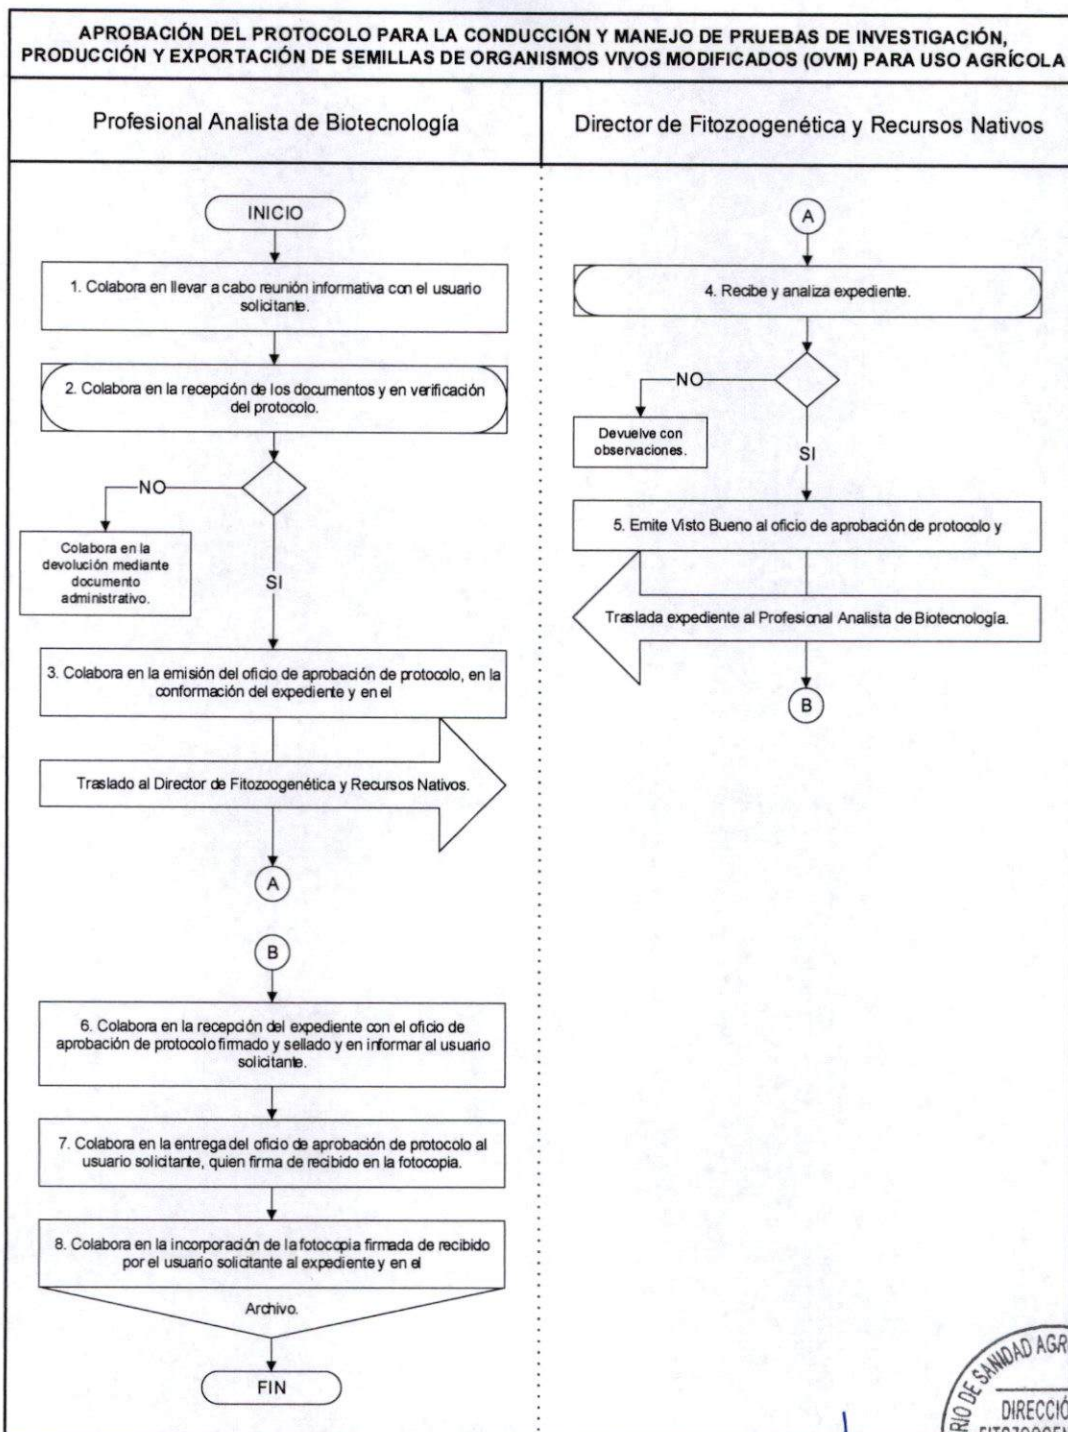 APROBACIÓN DEL PROTOCOLO PARA LA CONDUCCIÓN Y MANEJO DE PRUEBAS DE INVESTIGACIÓN,
PRODUCCIÓN Y EXPORTACIÓN DE SEMILLAS DE ORGANISMOS VIVOS MODIFICADOS (OVM) PARA USO AGRÍCOLA
Profesional Analista de Biotecnología
INICIO
1. Colabora en llevar a cabo reunión informativa con el usuario
solicitante.
2. Colabora en la recepción de los documentos y en verificación
del protocolo.
NO
Colabora en la
devolución mediante
documento
administrativo.
SI
3. Colabora en la emisión del oficio de aprobación de protocolo, en la
conformación del expediente y en el
Traslado al Director de Fitozoogenética y Recursos Nativos.
A
B
6. Colabora en la recepción del expediente con el oficio de
aprobación de protocolo firmado y sellado y en informar al usuario
solicitante.
7. Colabora en la entrega del oficio de aprobación de protocolo al
usuario solicitante, quien firma de recibido en la fotocopia.
8. Colabora en la incorporación de la fotocopia firmada de recibido
por el usuario solicitante al expediente y en el
Archivo.
FIN
Director de Fitozoogenética y Recursos Nativos
A
4. Recibe y analiza expediente.
NO
Devuelve con
observaciones.
SI
5. Emite Visto Bueno al oficio de aprobación de protocolo y
Traslada expediente al Profesional Analista de Biotecnología.
B
DE SANIDAD